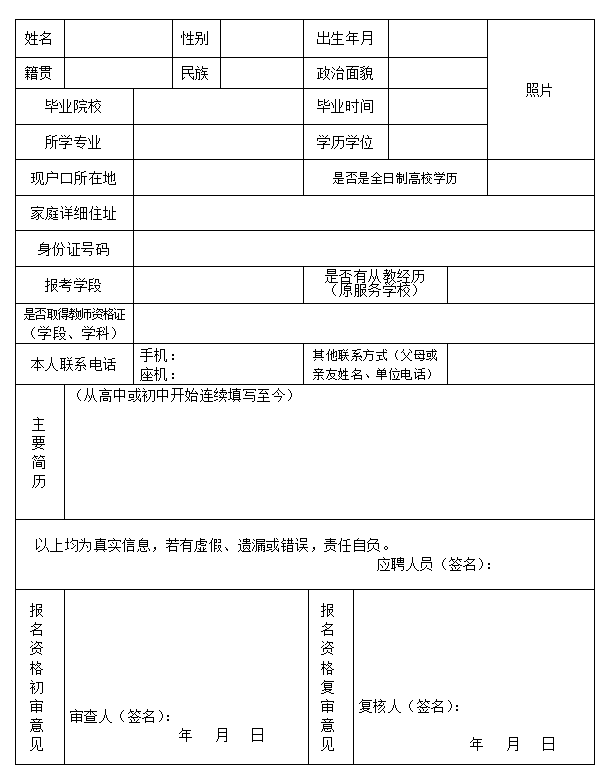 姓名 性别 出生年月 照片
籍贯 民族 政治面貌
毕业院校 毕业时间
所学专业 学历学位
现户口所在地 是否是全日制高校学历
家庭详细住址
身份证号码
报考学段 是否有从教经历
（原服务学校）
是否取得教师资格证
（学段、学科）
本人联系电话 手机：
座机：
其他联系方式（父母或
亲友姓名、单位电话）
主要简历
（从高中或初中开始连续填写至今）
以上均为真实信息，若有虚假、遗漏或错误，责任自负。
应聘人员（签名）：
报名资格初审意见
审查人（签名）：
年 月 日
报名资格复审意见
复核人（签名）：
年 月 日